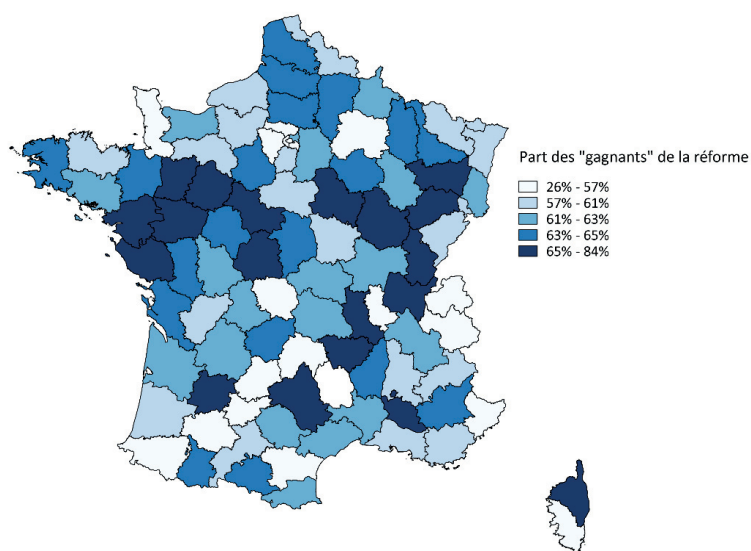 Part des "gagnants" de la réforme
26% - 57%
57% - 61%
61% - 63%
63% - 65%
65% - 84%